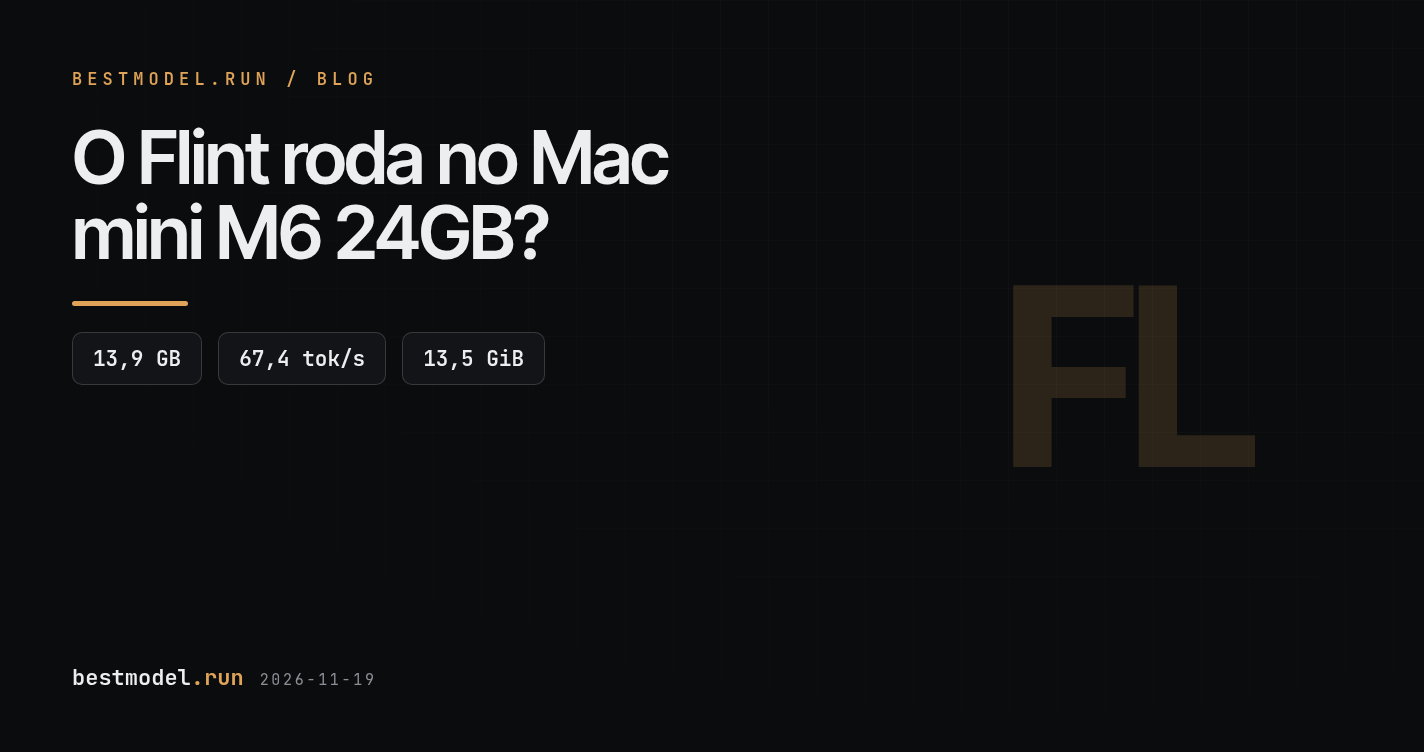 BESTMODEL.RUN / BLOG
O Flint roda no Mac
mini M6 24GB?
13,9 GB
67,4 tok/s
13,5 GiB
FL
bestmodel.run 2026-11-19